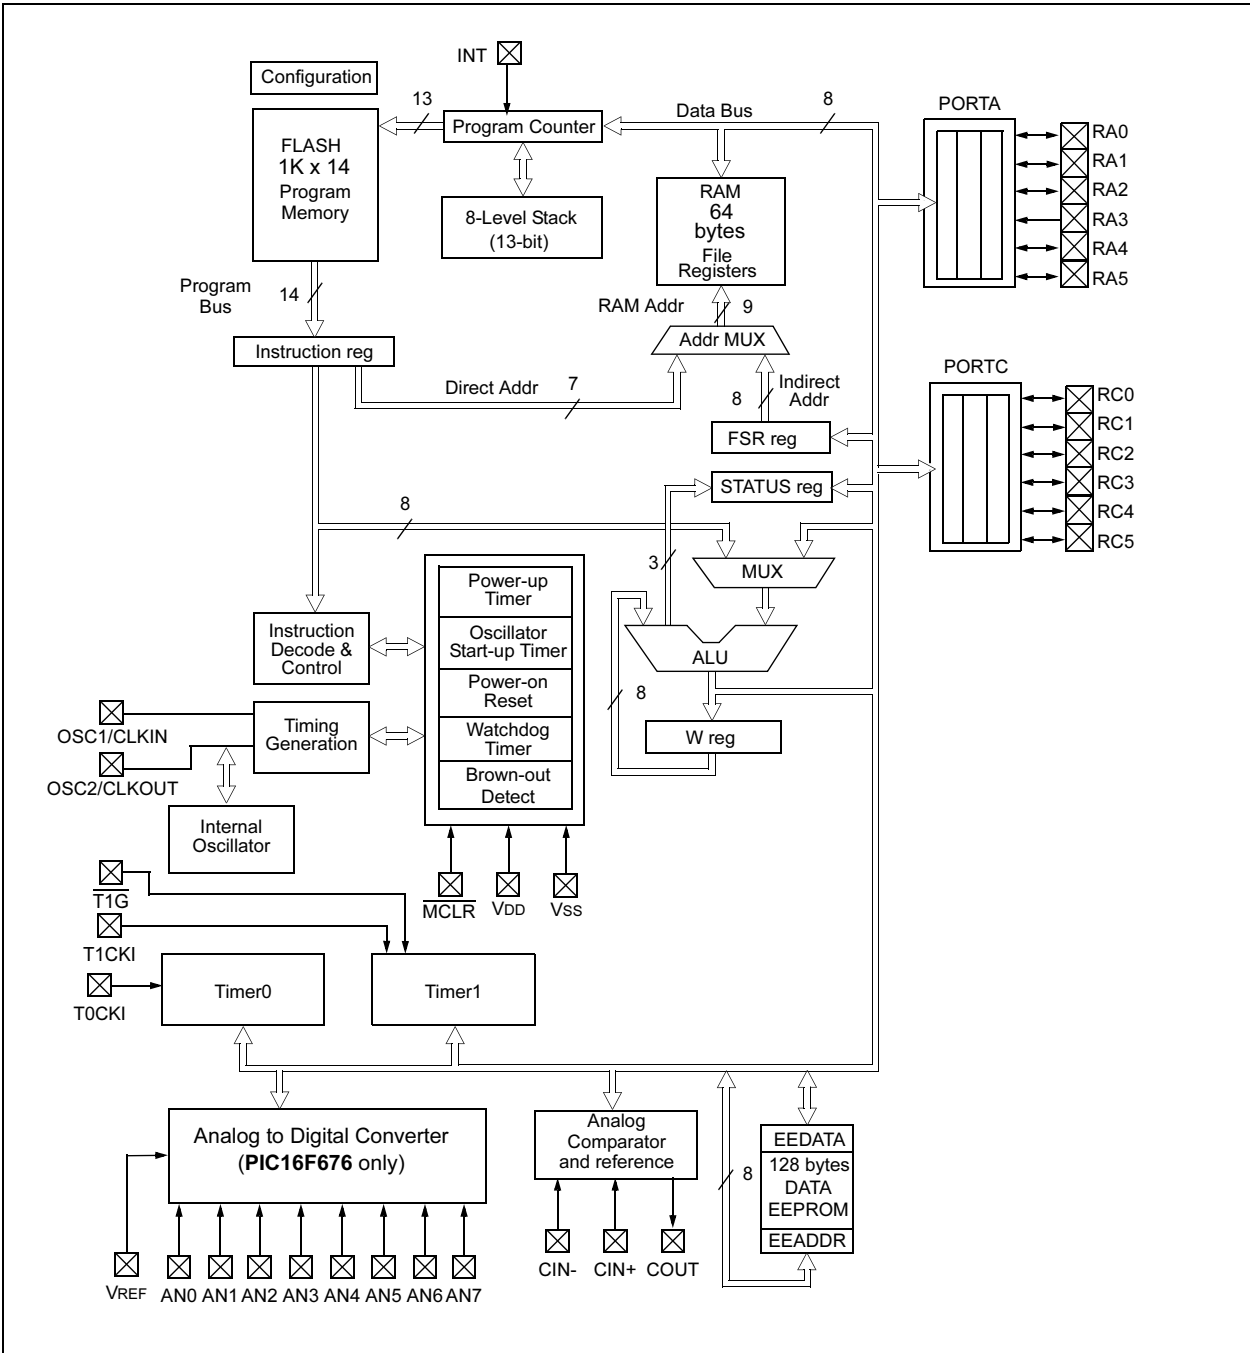 INT
Configuration
13
Program Counter
Data Bus
8
PORTA
FLASH
1K x 14
Program
Memory
8-Level Stack
(13-bit)
RAM
64
bytes
File
Registers
RA0
RA1
RA2
RA3
RA4
RA5
Program
Bus
14
RAM Addr
9
Addr MUX
Instruction reg
Direct Addr
7
8
Indirect
Addr
FSR reg
STATUS reg
PORTC
RC0
RC1
RC2
RC3
RC4
RC5
8
3
MUX
ALU
8
W reg
Instruction
Decode &
Control
Power-up
Timer
Oscillator
Start-up Timer
Power-on
Reset
Watchdog
Timer
Brown-out
Detect
OSC1/CLKIN
OSC2/CLKOUT
Timing
Generation
Internal
Oscillator
MCLR
VDD
VSS
T1G
T1CKI
T0CKI
Timer0
Timer1
Analog to Digital Converter
(PIC16F676 only)
Analog
Comparator
and reference
EEDATA
128 bytes
DATA
EEPROM
EEADDR
8
VREF
AN0 AN1 AN2 AN3 AN4 AN5 AN6 AN7
CIN- CIN+ COUT